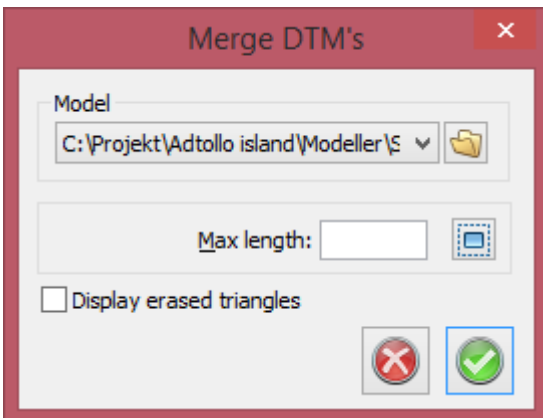 Merge DTM's
Model
C:\Projekt\Adtollo island\Modeller\S
Max length:
Display erased triangles